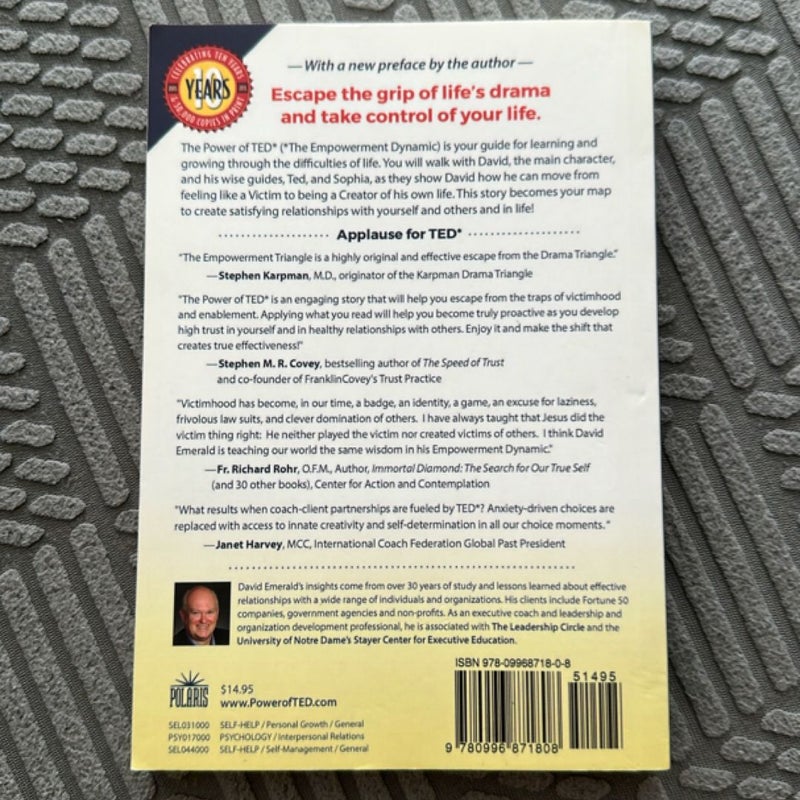 CELEBRATING TEN YEARS
10
YEARS
& 50,000 COPIES IN PRINT
—With a new preface by the author—
Escape the grip of life's drama
and take control of your life.
The Power of TED* (*The Empowerment Dynamic) is your guide for learning and
growing through the difficulties of life. You will walk with David, the main character,
and his wise guides, Ted, and Sophia, as they show David how he can move from
feeling like a Victim to being a Creator of his own life. This story becomes your map
to create satisfying relationships with yourself and others and in life!
Applause for TED*
"The Empowerment Triangle is a highly original and effective escape from the Drama Triangle."
—Stephen Karpman, M.D., originator of the Karpman Drama Triangle
"The Power of TED* is an engaging story that will help you escape from the traps of victimhood
and enablement. Applying what you read will help you become truly proactive as you develop
high trust in yourself and in healthy relationships with others. Enjoy it and make the shift that
creates true effectiveness!"
—Stephen M. R. Covey, bestselling author of The Speed of Trust
and co-founder of FranklinCovey's Trust Practice
"Victimhood has become, in our time, a badge, an identity, a game, an excuse for laziness,
frivolous law suits, and clever domination of others. I have always taught that Jesus did the
victim thing right: He neither played the victim nor created victims of others. I think David
Emerald is teaching our world the same wisdom in his Empowerment Dynamic."
—Fr. Richard Rohr, O.F.M., Author, Immortal Diamond: The Search for Our True Self
(and 30 other books), Center for Action and Contemplation
"What results when coach-client partnerships are fueled by TED*? Anxiety-driven choices are
replaced with access to innate creativity and self-determination in all our choice moments."
—Janet Harvey, MCC, International Coach Federation Global Past President
David Emerald's insights come from over 30 years of study and lessons learned about effective
relationships with a wide range of individuals and organizations. His clients include Fortune 50
companies, government agencies and non-profits. As an executive coach and leadership and
organization development professional, he is associated with The Leadership Circle and the
University of Notre Dame's Stayer Center for Executive Education.
POLARIS
$14.95
www.PowerofTED.com
SEL031000 SELF-HELP / Personal Growth / General
PSY017000 PSYCHOLOGY / Interpersonal Relations
SEL044000 SELF-HELP / Self-Management / General
ISBN 978-09968718-0-8
51495
9 780996 871808